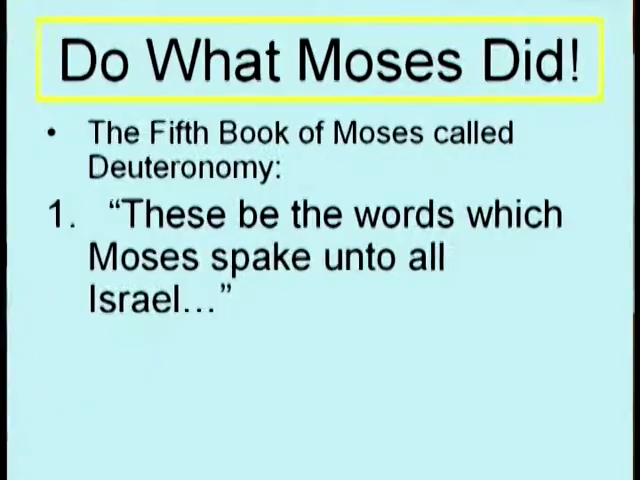 Do What Moses Did!
• The Fifth Book of Moses called
Deuteronomy:
1. “These be the words which
Moses spake unto all
Israel…”